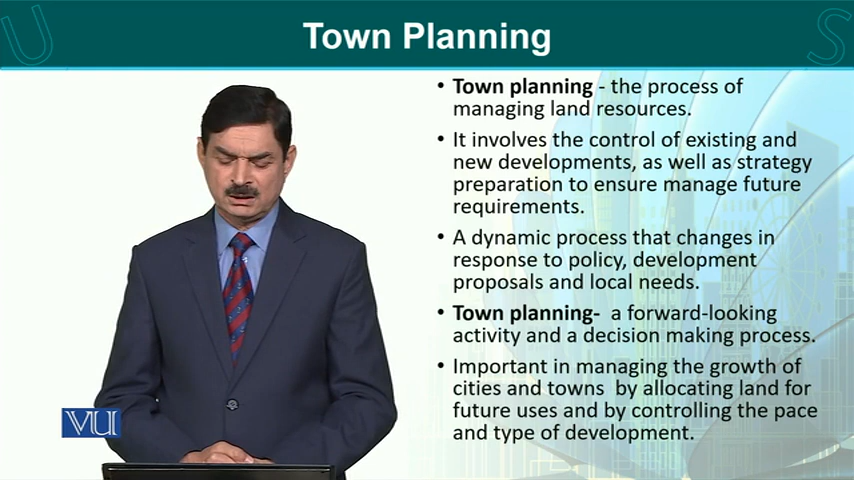 Town Planning
• Town planning - the process of
managing land resources.
• It involves the control of existing and
new developments, as well as strategy
preparation to ensure manage future
requirements.
• A dynamic process that changes in
response to policy, development
proposals and local needs.
• Town planning- a forward-looking
activity and a decision making process.
• Important in managing the growth of
cities and towns by allocating land for
future uses and by controlling the pace
and type of development.
VU
U
S